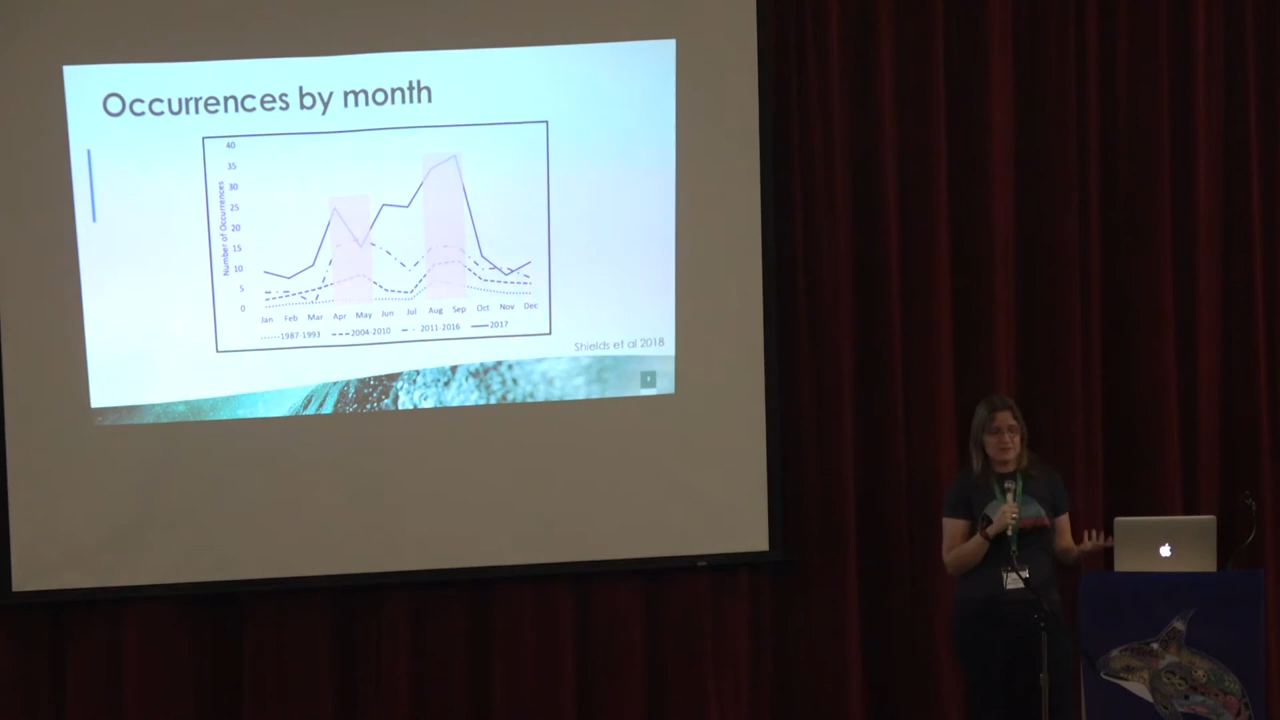 Occurrences by month
40
35
30
25
20
15
10
5
0
Number of Occurrences
Jan Feb Mar Apr May Jun Jul Aug Sep Oct Nov Dec
1987-1993 2004-2010 2011-2016 2017
Shields et al 2018